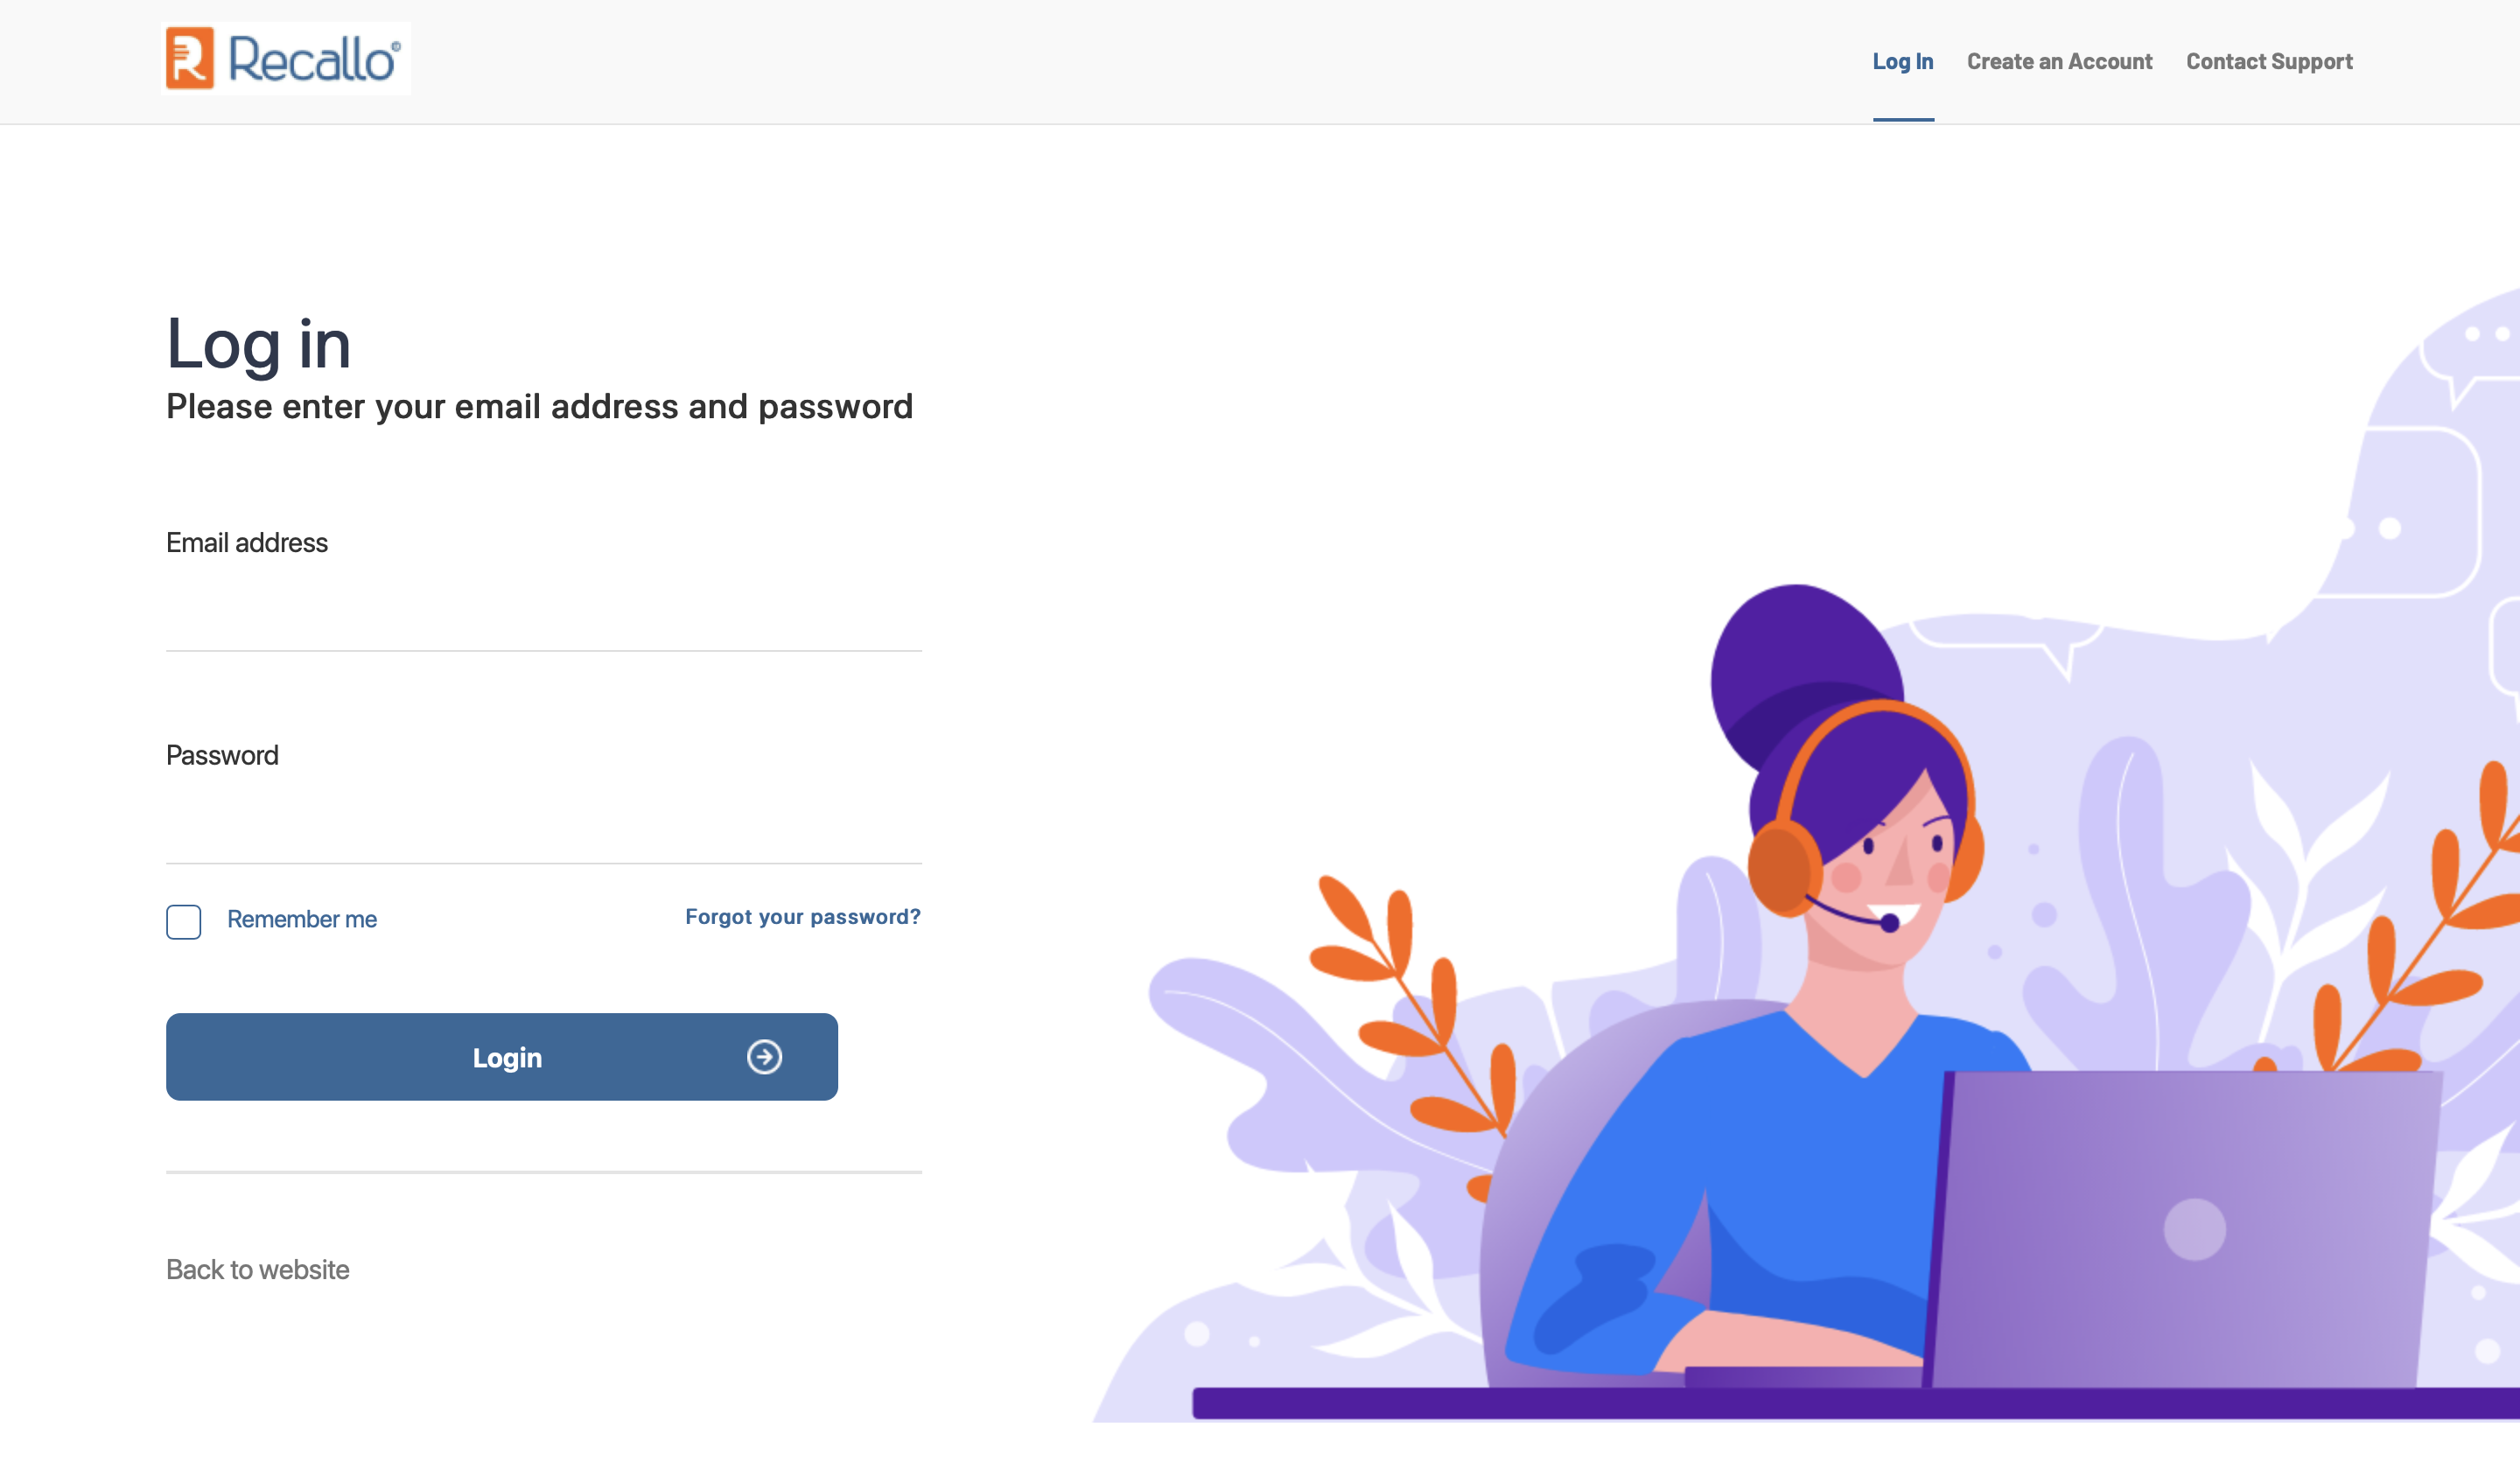 Recallo©
Log In
Create an Account
Contact Support
Log in
Please enter your email address and password
Email address
Password
Remember me
Forgot your password?
Login
Back to website